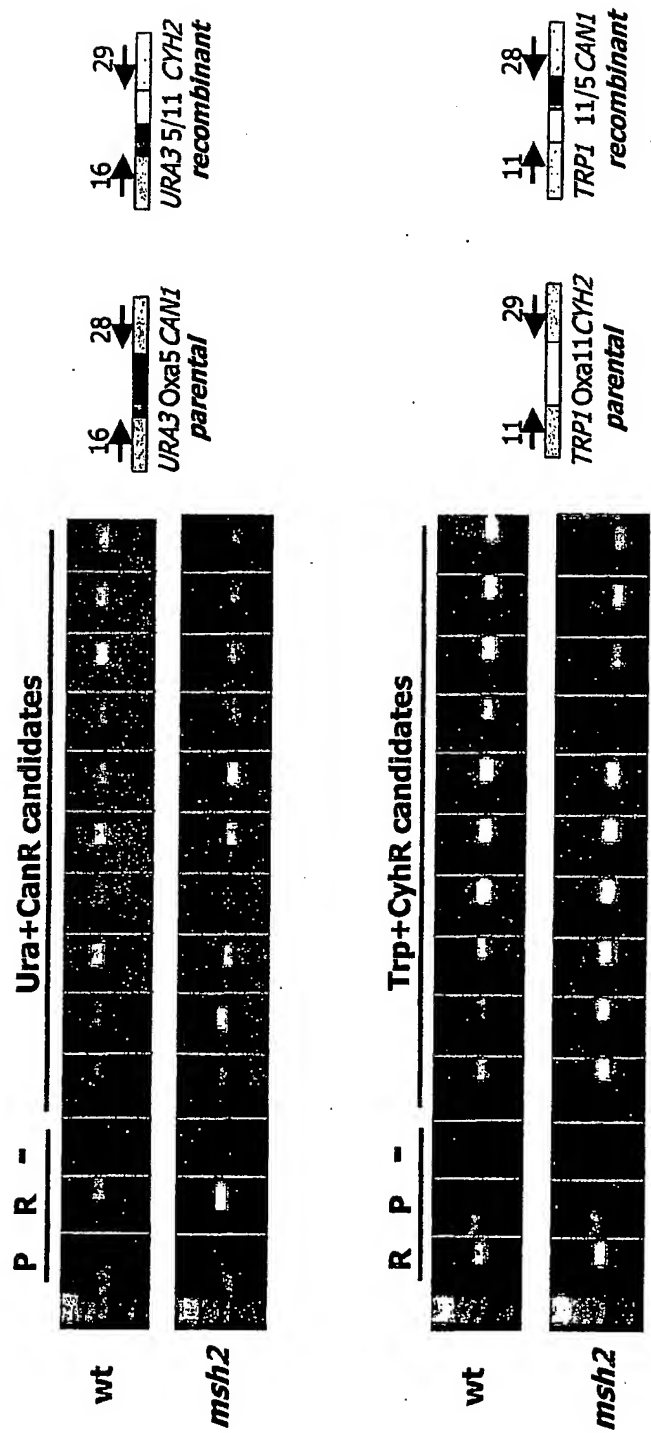 Ura+CanR candidates
P R -
wt
msh2
16 28
URA3 Oxa5 CAN1
parental
16 29
URA3 5/11 CYH2
recombinant
Trp+CyhR candidates
R P -
wt
msh2
11 29
TRP1 Oxa11 CYH2
parental
11 28
TRP1 11/5 CAN1
recombinant